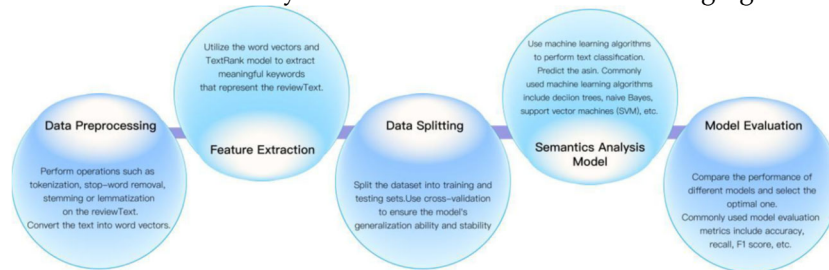 Data Preprocessing
Perform operations such as
tokenization, stop-word removal,
stemming or lemmatization
on the reviewText.
Convert the text into word vectors.
Utilize the word vectors and
TextRank model to extract
meaningful keywords
that represent the reviewText.
Feature Extraction
Data Splitting
Split the dataset into training and
testing sets.Use cross-validation
to ensure the model's
generalization ability and stability
Use machine learning algorithms
to perform text classification.
Predict the asin. Commonly
used machine learning algorithms
include deciion trees, naive Bayes,
support vector machines (SVM), etc.
Semantics Analysis
Model
Model Evaluation
Compare the performance of
different models and select the
optimal one.
Commonly used model evaluation
metrics include accuracy,
recall, F1 score, etc.